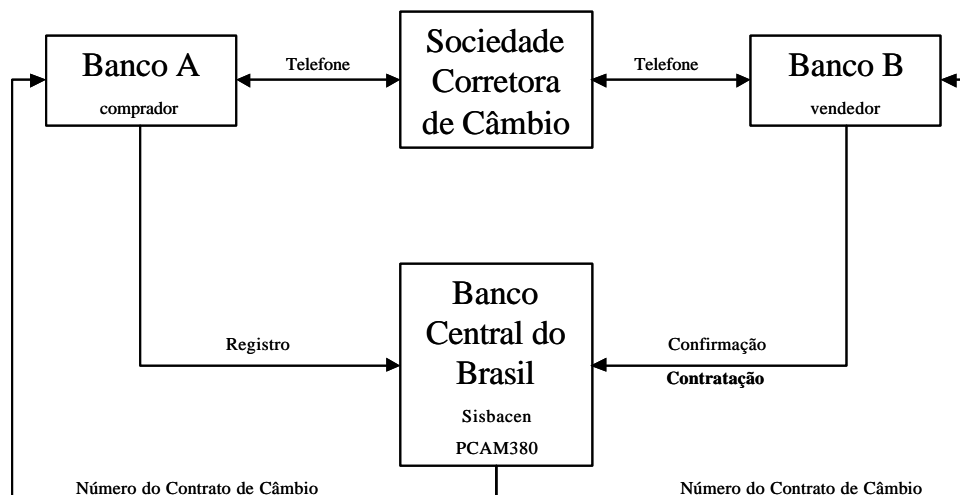 Banco A
comprador
Telefone
Sociedade
Corretora
de Câmbio
Telefone
Banco B
vendedor
Registro
Banco
Central do
Brasil
Sisbacen
PCAM380
Confirmação
Contratação
Número do Contrato de Câmbio
Número do Contrato de Câmbio